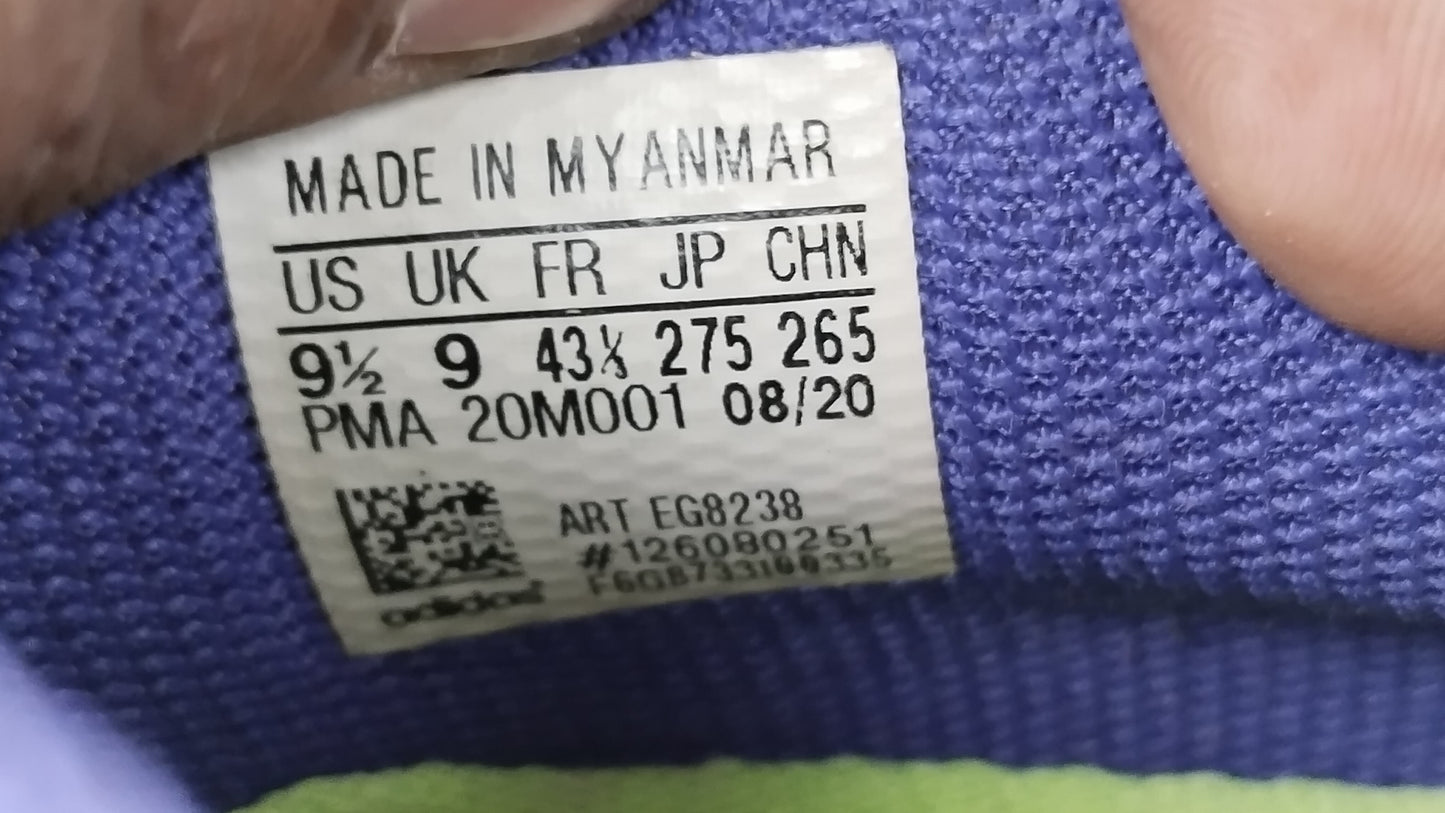 MADE IN MYANMAR
US UK FR JP CHN
9½ 9 43⅓ 275 265
PMA 20M001 08/20
ART EG8238
#126080251
adidas